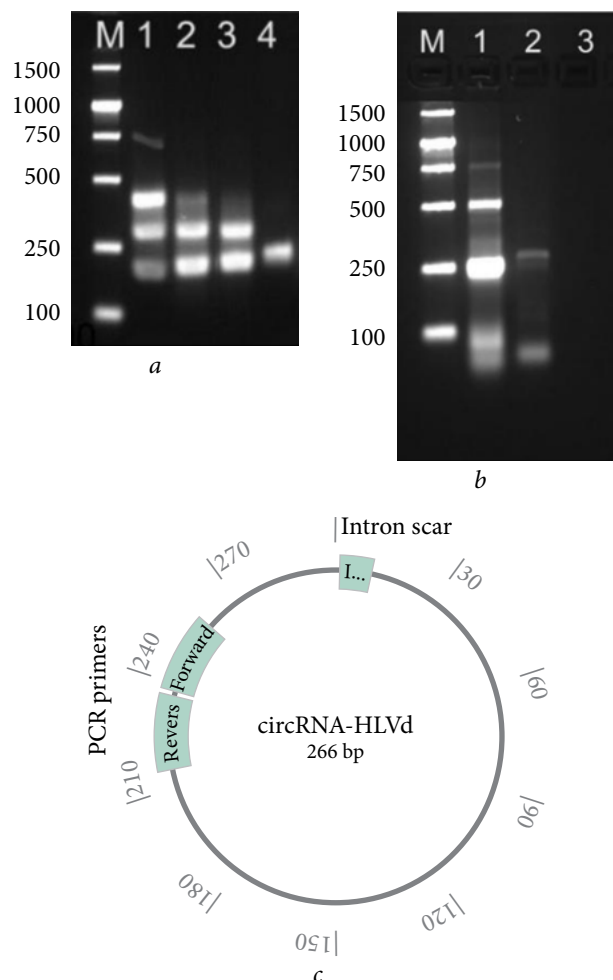 M 1 2 3 4
1500
1000
750
500
250
100
a
M 1 2 3
1500
1000
750
500
250
100
b
Intron scar
I...
|30
|60
|90
|120
|150
|180
|210
|240
|270
PCR primers
Forward
Revers
circRNA-HLVd
266 bp
c